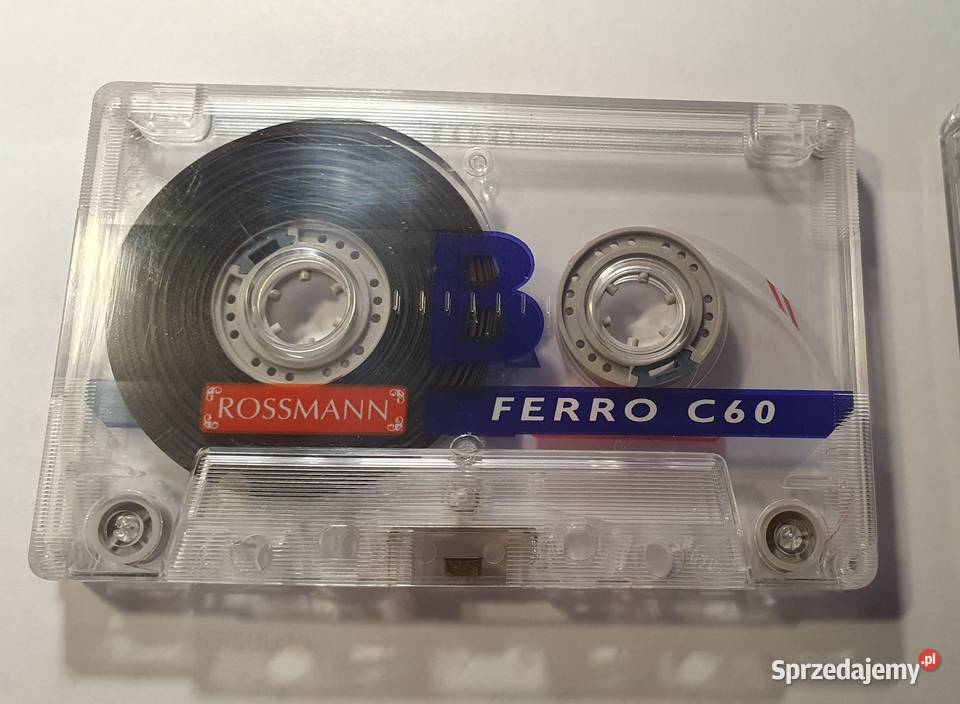 B
ROSSMANN
FERRO C60
Sprzedajemy.pl